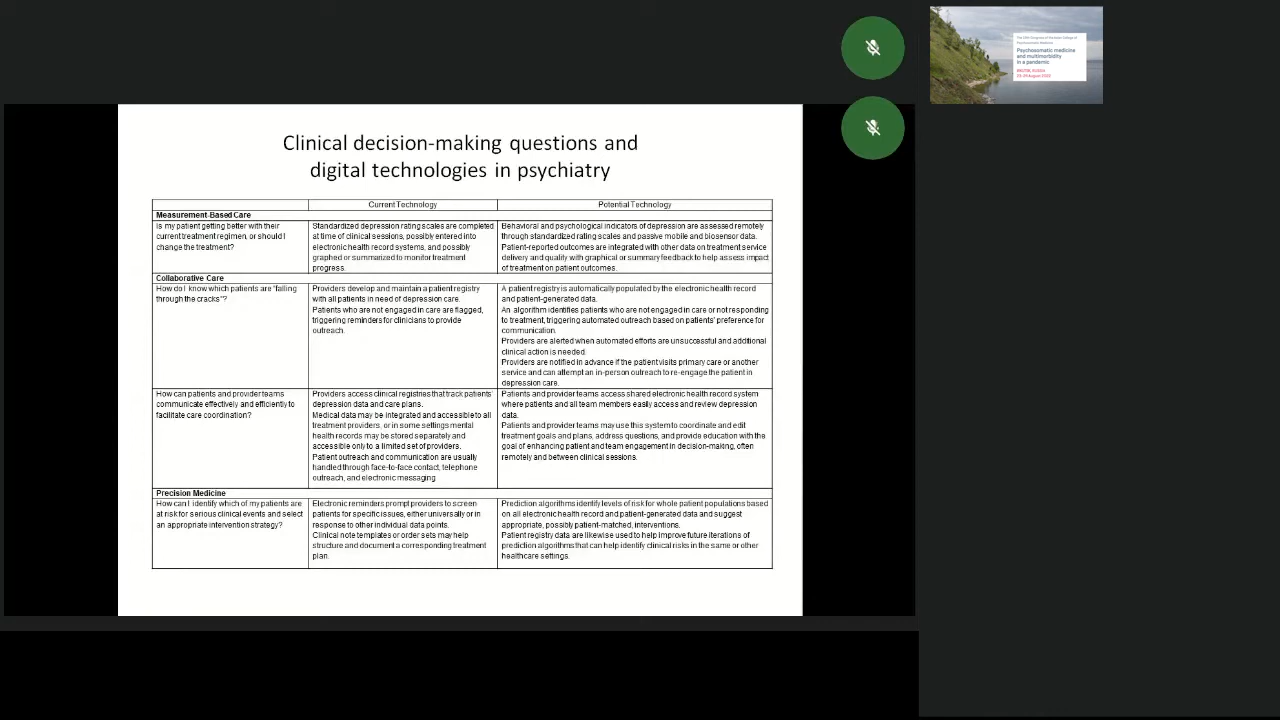 Clinical decision-making questions and
digital technologies in psychiatry
Current Technology
Potential Technology
Measurement-Based Care
Is my patient getting better with their
current treatment regimen, or should I
change the treatment?
Standardized depression rating scales are completed
at time of clinical sessions, possibly entered into
electronic health record systems, and possibly
graphed or summarized to monitor treatment
progress.
Behavioral and psychological indicators of depression are assessed remotely
through standardized rating scales and passive mobile and biosensor data.
Patient-reported outcomes are integrated with other data on treatment service
delivery and quality with graphical or summary feedback to help assess impact
of treatment on patient outcomes.
Collaborative Care
How do I know which patients are "falling
through the cracks"?
Providers develop and maintain a patient registry
with all patients in need of depression care.
Patients who are not engaged in care are flagged,
triggering reminders for clinicians to provide
outreach.
A patient registry is automatically populated by the electronic health record
and patient-generated data.
An algorithm identifies patients who are not engaged in care or not responding
to treatment, triggering automated outreach based on patients' preference for
communication.
Providers are alerted when automated efforts are unsuccessful and additional
clinical action is needed.
Providers are notified in advance if the patient visits primary care or another
service and can attempt an in-person outreach to re-engage the patient in
depression care.
How can patients and provider teams
communicate effectively and efficiently to
facilitate care coordination?
Providers access clinical registries that track patients'
depression data and care plans.
Medical data may be integrated and accessible to all
treatment providers, or in some settings mental
health records may be stored separately and
accessible only to a limited set of providers.
Patient outreach and communication are usually
handled through face-to-face contact, telephone
outreach, and electronic messaging.
Patients and provider teams access shared electronic health record system
where patients and all team members easily access and review depression
data.
Patients and provider teams may use this system to coordinate and edit
treatment goals and plans, address questions, and provide education with the
goal of enhancing patient and team engagement in decision-making, often
remotely and between clinical sessions.
Precision Medicine
How can I identify which of my patients are
at risk for serious clinical events and select
an appropriate intervention strategy?
Electronic reminders prompt providers to screen
patients for specific issues, either universally or in
response to other individual data points.
Clinical note templates or order sets may help
structure and document a corresponding treatment
plan.
Prediction algorithms identify levels of risk for whole patient populations based
on all electronic health record and patient-generated data and suggest
appropriate, possibly patient-matched, interventions.
Patient registry data are likewise used to help improve future iterations of
prediction algorithms that can help identify clinical risks in the same or other
healthcare settings.
Psychosomatic medicine
and multimorbidity
in a pandemic